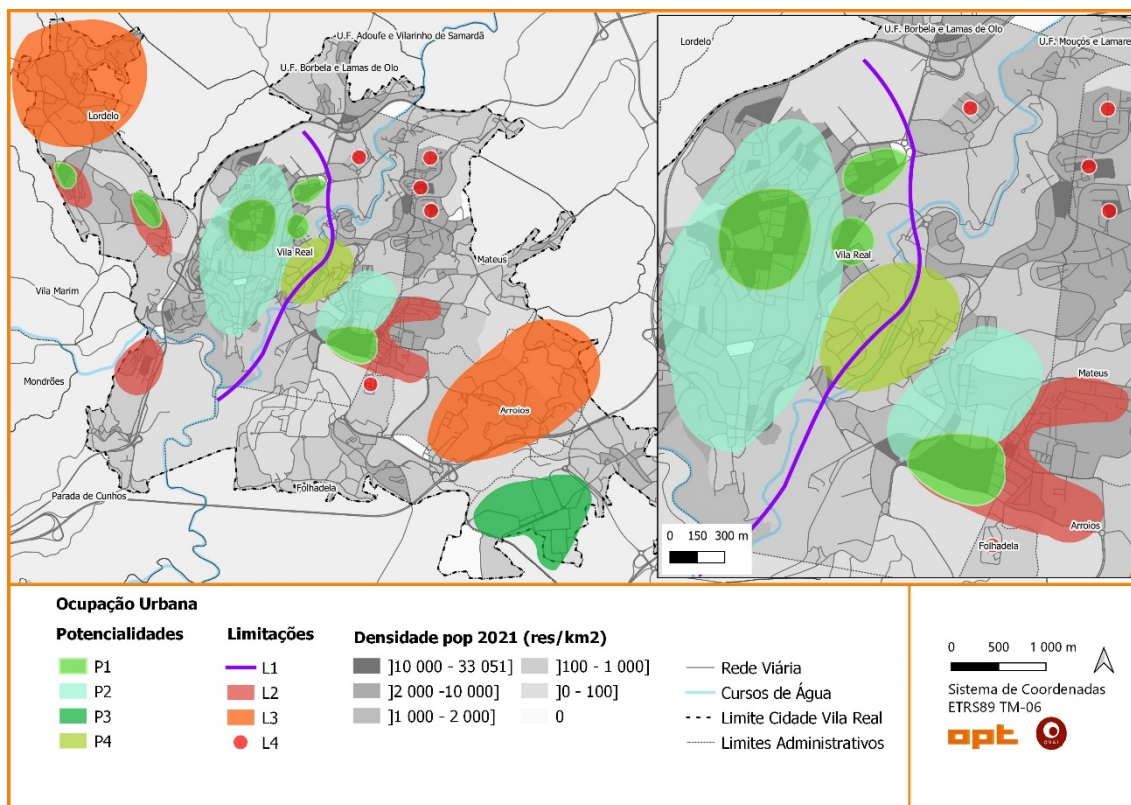 U.F. Adoufe e Vilarinho de Samardã
U.F. Borbela e Lamas de Olo
Lordelo
Vila Real
Mateus
Vila Marim
Mondrões
Arroios
Parada de Cunhos
Folhadela
U.F. Borbela e Lamas de Olo
Lordelo
U.F. Mouçós e Lamare
Vila Real
Mateus
Arroios
Folhadela
0 150 300 m
Ocupação Urbana
Potencialidades
P1
P2
P3
P4
Limitações
L1
L2
L3
L4
Densidade pop 2021 (res/km2)
]10 000 - 33 051]
]2 000 -10 000]
]1 000 - 2 000]
]100 - 1 000]
]0 - 100]
0
Rede Viária
Cursos de Água
Limite Cidade Vila Real
Limites Administrativos
0 500 1 000 m
Sistema de Coordenadas
ETRS89 TM-06
opt